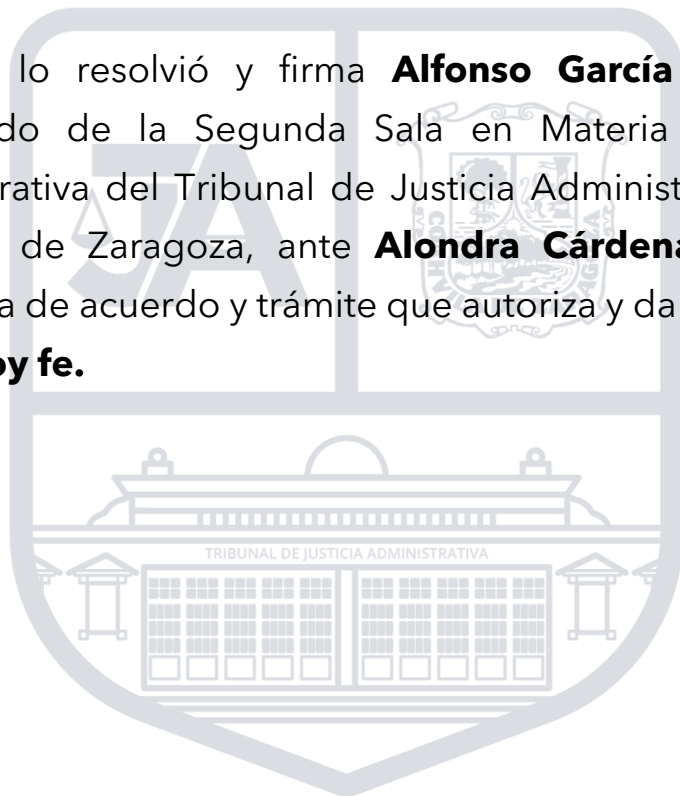 lo resolvió y firma Alfonso García
do de la Segunda Sala en Materia
rativa del Tribunal de Justicia Administ
de Zaragoza, ante Alondra Cárdena
a de acuerdo y trámite que autoriza y da
oy fe.
TRIBUNAL DE JUSTICIA ADMINISTRATIVA